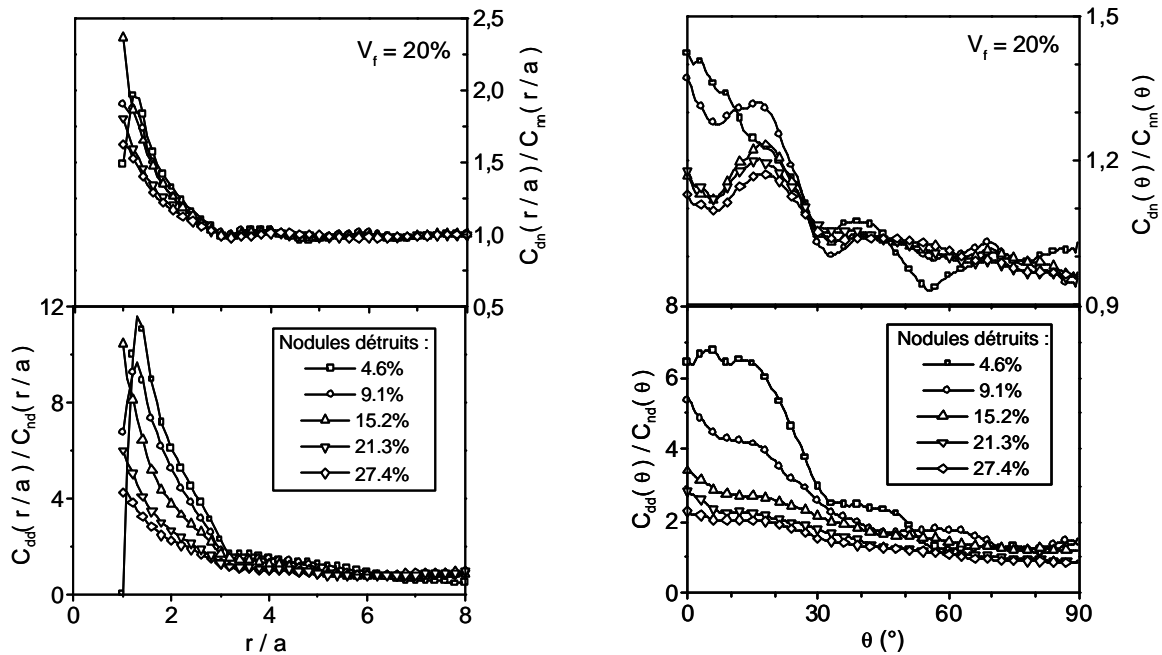 2,5
2,0
1,5
1,0
0,5
V_f = 20%
C_dn ( r / a ) / C_nn ( r / a )
12
8
4
0
C_dd ( r / a ) / C_nd ( r / a )
Nodules détruits :
4.6%
9.1%
15.2%
21.3%
27.4%
0 2 4 6 8
r / a
1,5
1,2
0,9
V_f = 20%
C_dn ( θ ) / C_nn ( θ )
8
6
4
2
0
C_dd ( θ ) / C_nd ( θ )
Nodules détruits :
4.6%
9.1%
15.2%
21.3%
27.4%
0 30 60 90
θ (°)